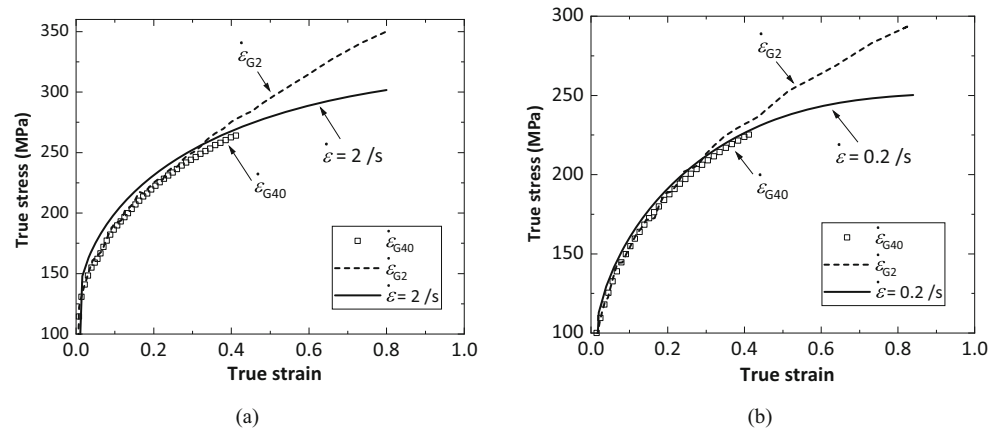 350
300
250
200
150
100
True stress (MPa)
0.0 0.2 0.4 0.6 0.8 1.0
True strain
ε̇G2
ε̇ = 2 /s
ε̇G40
ε̇G40
ε̇G2
ε̇ = 2 /s
(a)
300
250
200
150
100
True stress (MPa)
0.0 0.2 0.4 0.6 0.8 1.0
True strain
ε̇G2
ε̇ = 0.2 /s
ε̇G40
ε̇G40
ε̇G2
ε̇ = 0.2 /s
(b)